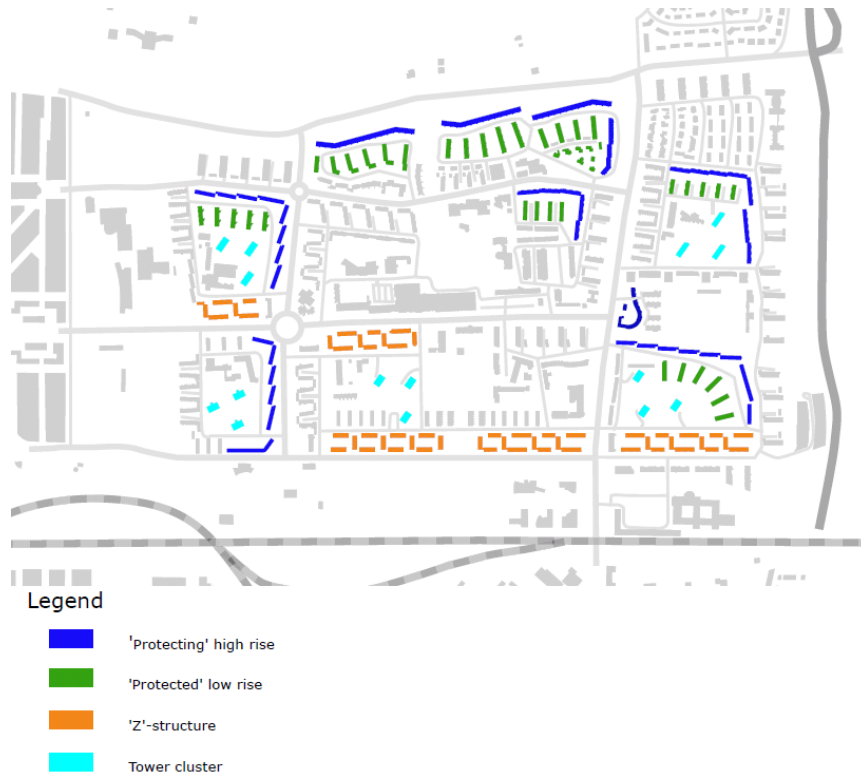 Legend
'Protecting' high rise
'Protected' low rise
'Z'-structure
Tower cluster